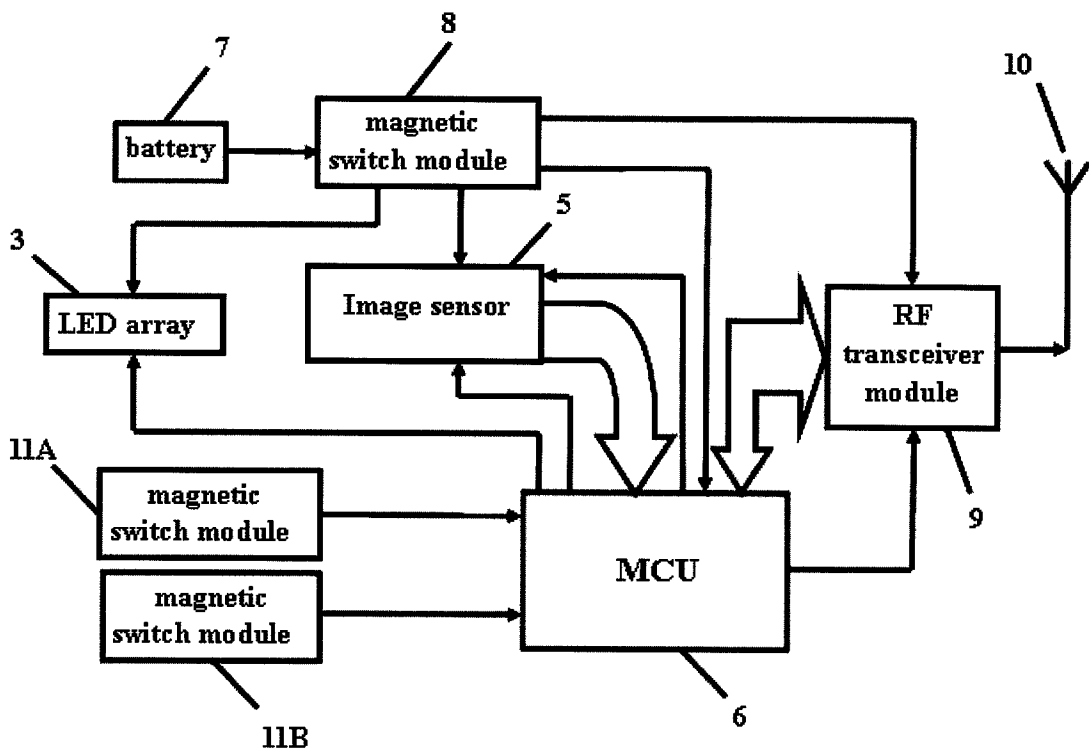 8
7
10
magnetic
switch module
battery
5
3
Image sensor
LED array
RF
transceiver
module
11A
magnetic
switch module
9
MCU
magnetic
switch module
6
11B